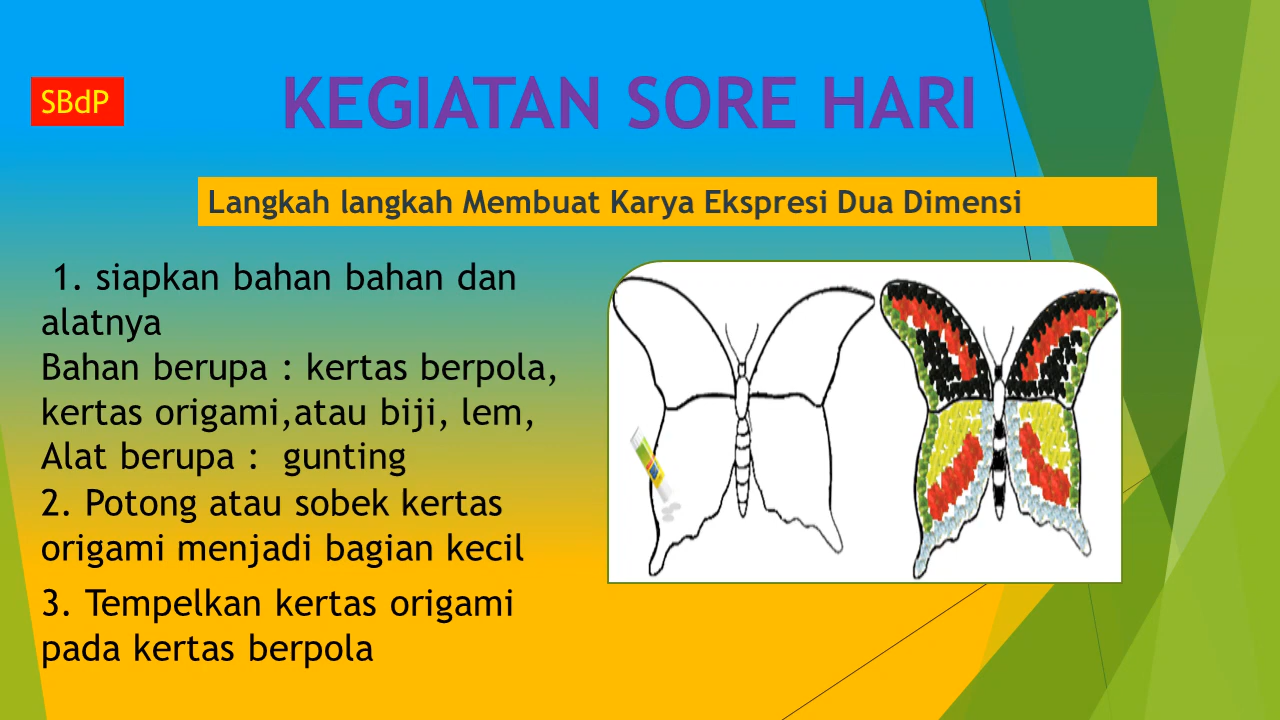 SBdP
KEGIATAN SORE HARI
Langkah langkah Membuat Karya Ekspresi Dua Dimensi
1. siapkan bahan bahan dan
alatnya
Bahan berupa : kertas berpola,
kertas origami,atau biji, lem,
Alat berupa :  gunting
2. Potong atau sobek kertas
origami menjadi bagian kecil
3. Tempelkan kertas origami
pada kertas berpola